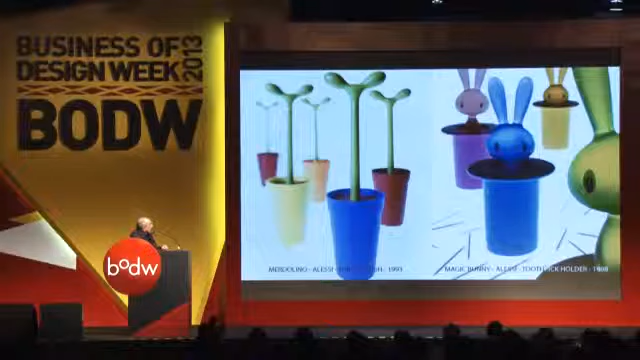 BUSINESS OF
DESIGN WEEK
2013
BODW
bodw
MERDOLINO - ALESSI 1993
MAGIC BUNNY - ALESSI - TOOTHPICK HOLDER - 1998